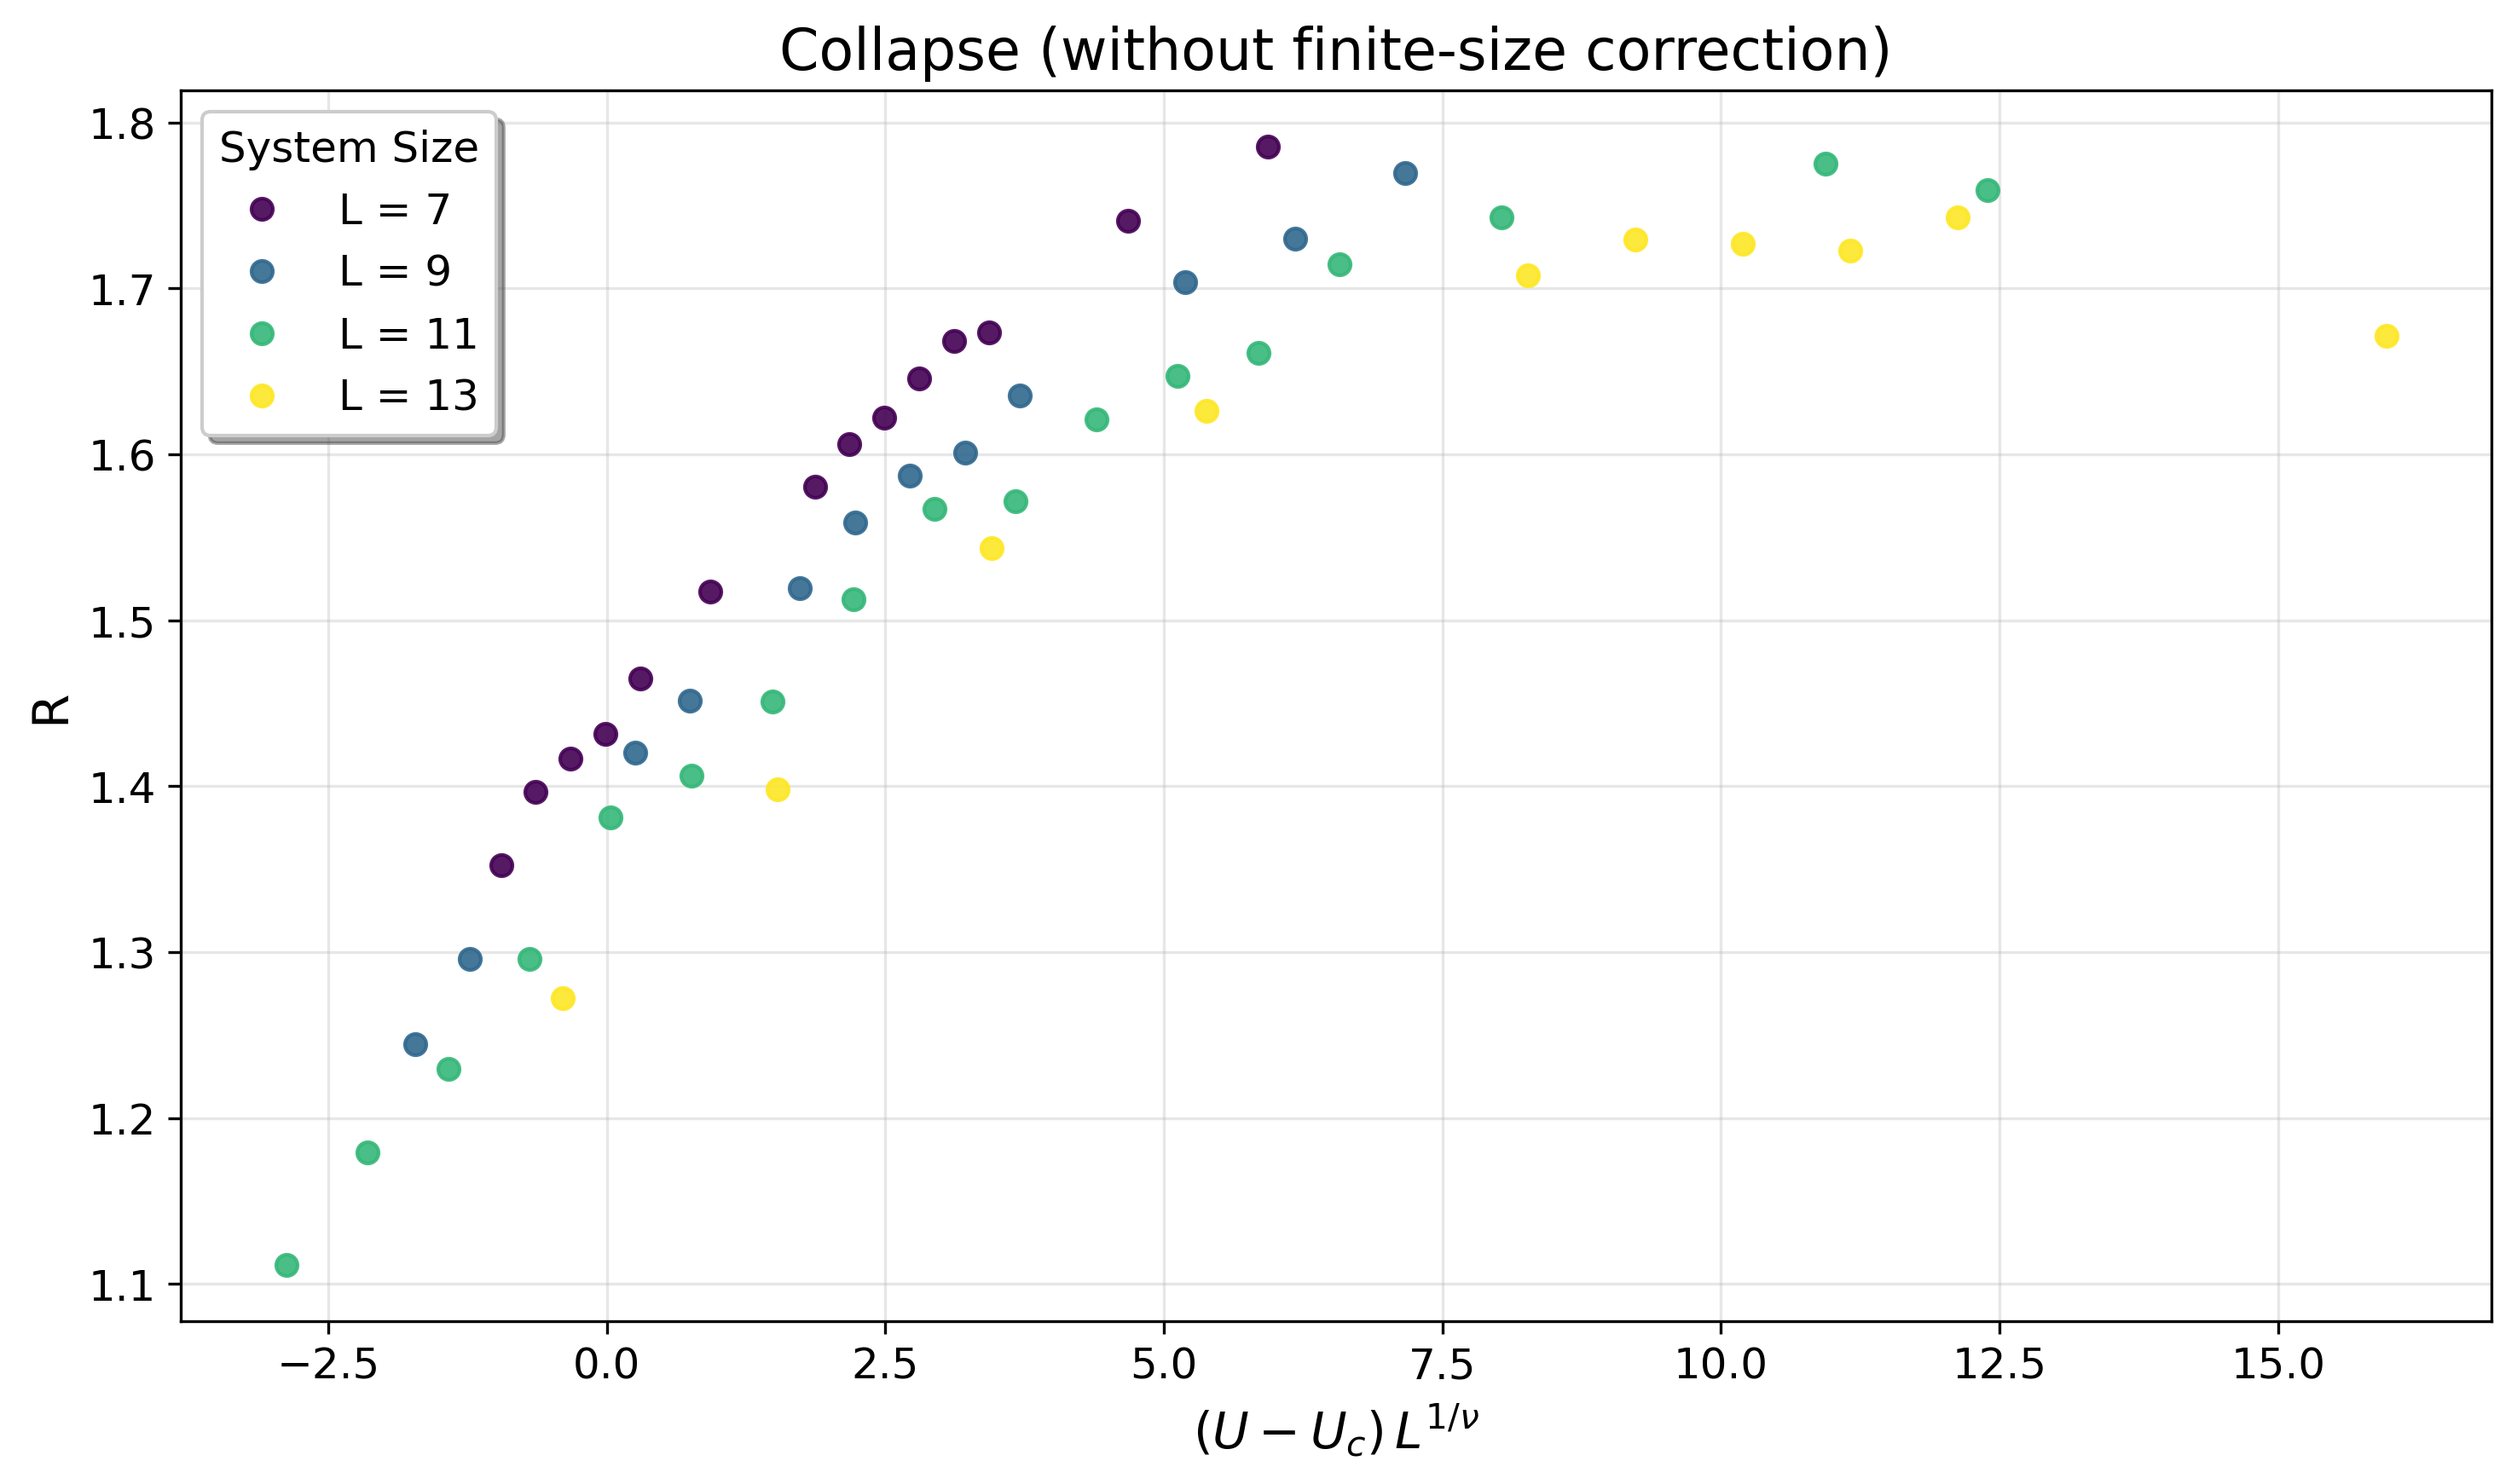 Collapse (without finite-size correction)
System Size
L = 7
L = 9
L = 11
L = 13
R
1.8
1.7
1.6
1.5
1.4
1.3
1.2
1.1
−2.5 0.0 2.5 5.0 7.5 10.0 12.5 15.0
(U − U_c) L^{1/ν}